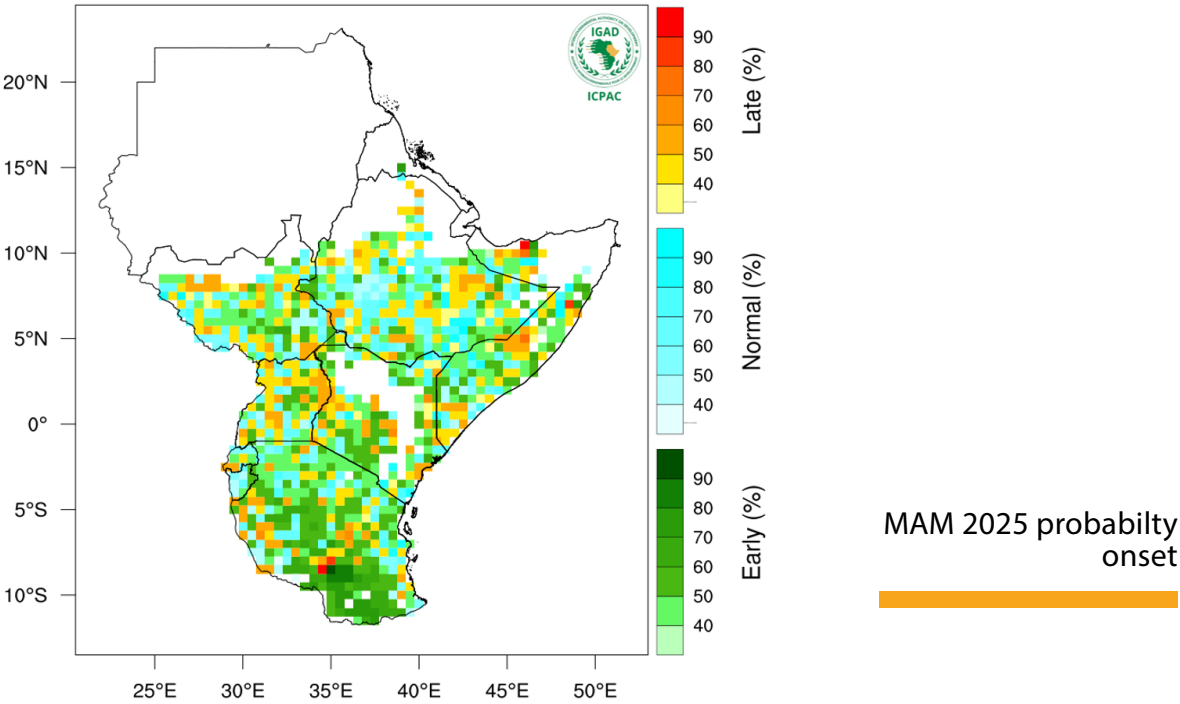 IGAD
ICPAC
20°N
15°N
10°N
5°N
0°
5°S
10°S
25°E
30°E
35°E
40°E
45°E
50°E
90
80
70
60
50
40
Late (%)
90
80
70
60
50
40
Normal (%)
90
80
70
60
50
40
Early (%)
MAM 2025 probabilty
onset